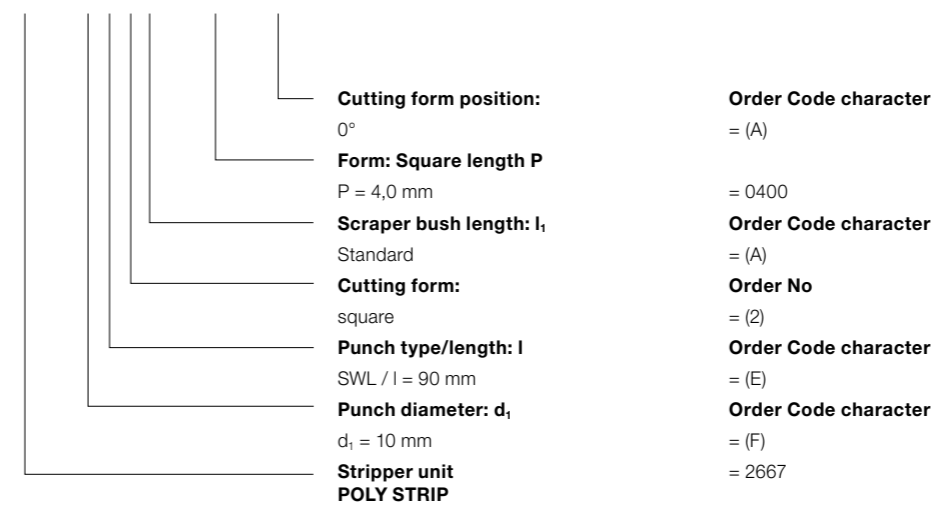 Cutting form position: Order Code character
0° = (A)
Form: Square length P
P = 4,0 mm = 0400
Scraper bush length: l₁ Order Code character
Standard = (A)
Cutting form: Order No
square = (2)
Punch type/length: l Order Code character
SWL / l = 90 mm = (E)
Punch diameter: d₁ Order Code character
d₁ = 10 mm = (F)
Stripper unit = 2667
POLY STRIP